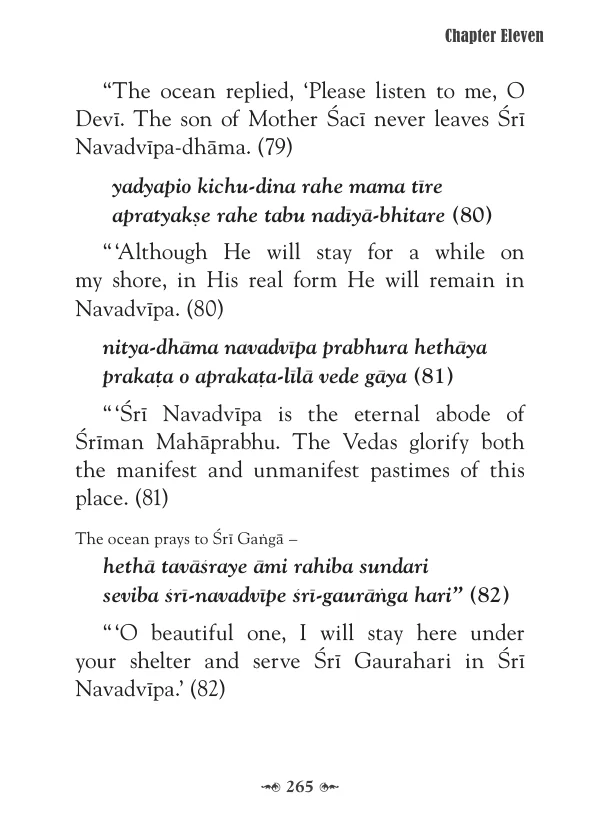 Chapter Eleven
“The ocean replied, ‘Please listen to me, O
Devī. The son of Mother Śacī never leaves Śrī
Navadvīpa-dhāma. (79)
yadyapio kichu-dina rahe mama tīre
apratyakṣe rahe tabu nadīyā-bhitare (80)
“ ‘Although He will stay for a while on
my shore, in His real form He will remain in
Navadvīpa. (80)
nitya-dhāma navadvīpa prabhura hethāya
prakaṭa o aprakaṭa-līlā vede gāya (81)
“ ‘Śrī Navadvīpa is the eternal abode of
Śrīman Mahāprabhu. The Vedas glorify both
the manifest and unmanifest pastimes of this
place. (81)
The ocean prays to Śrī Gaṅgā –
hethā tavāśraye āmi rahiba sundari
seviba śrī-navadvīpe śrī-gaurāṅga hari” (82)
“ ‘O beautiful one, I will stay here under
your shelter and serve Śrī Gaurahari in Śrī
Navadvīpa.’ (82)
265